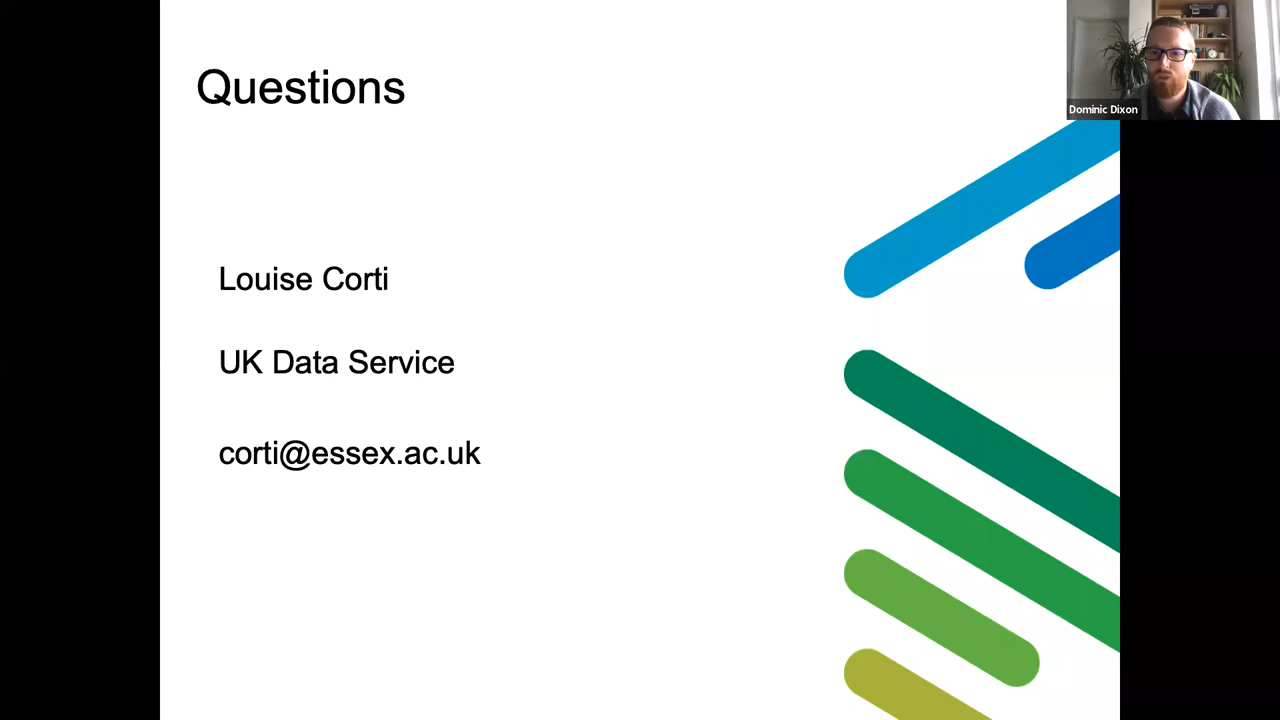 Questions
Dominic Dixon
Louise Corti
UK Data Service
corti@essex.ac.uk